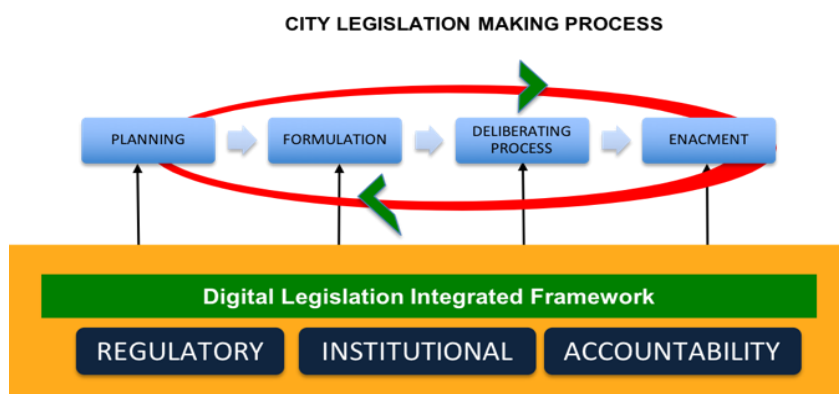 CITY LEGISLATION MAKING PROCESS
PLANNING
FORMULATION
DELIBERATING
PROCESS
ENACMENT
Digital Legislation Integrated Framework
REGULATORY
INSTITUTIONAL
ACCOUNTABILITY